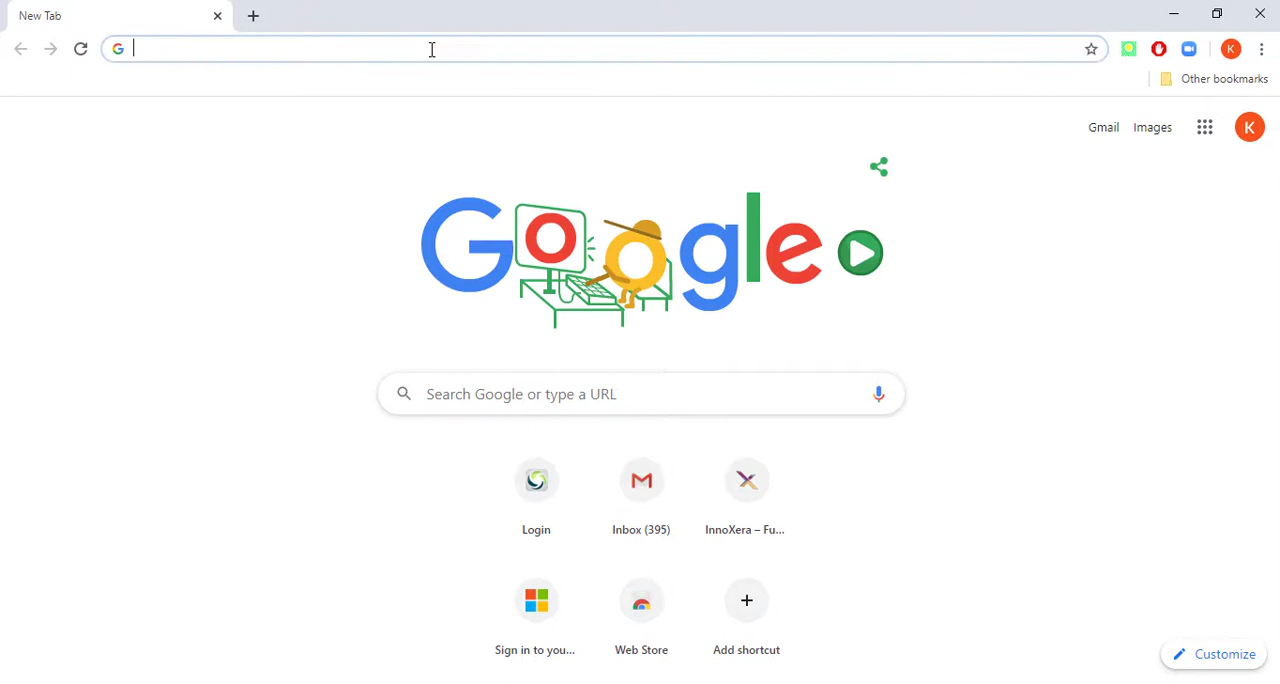 New Tab
Other bookmarks
K
Gmail Images
K
Google
Search Google or type a URL
Login Inbox (395) InnoXera – Fu...
Sign in to you... Web Store Add shortcut
Customize